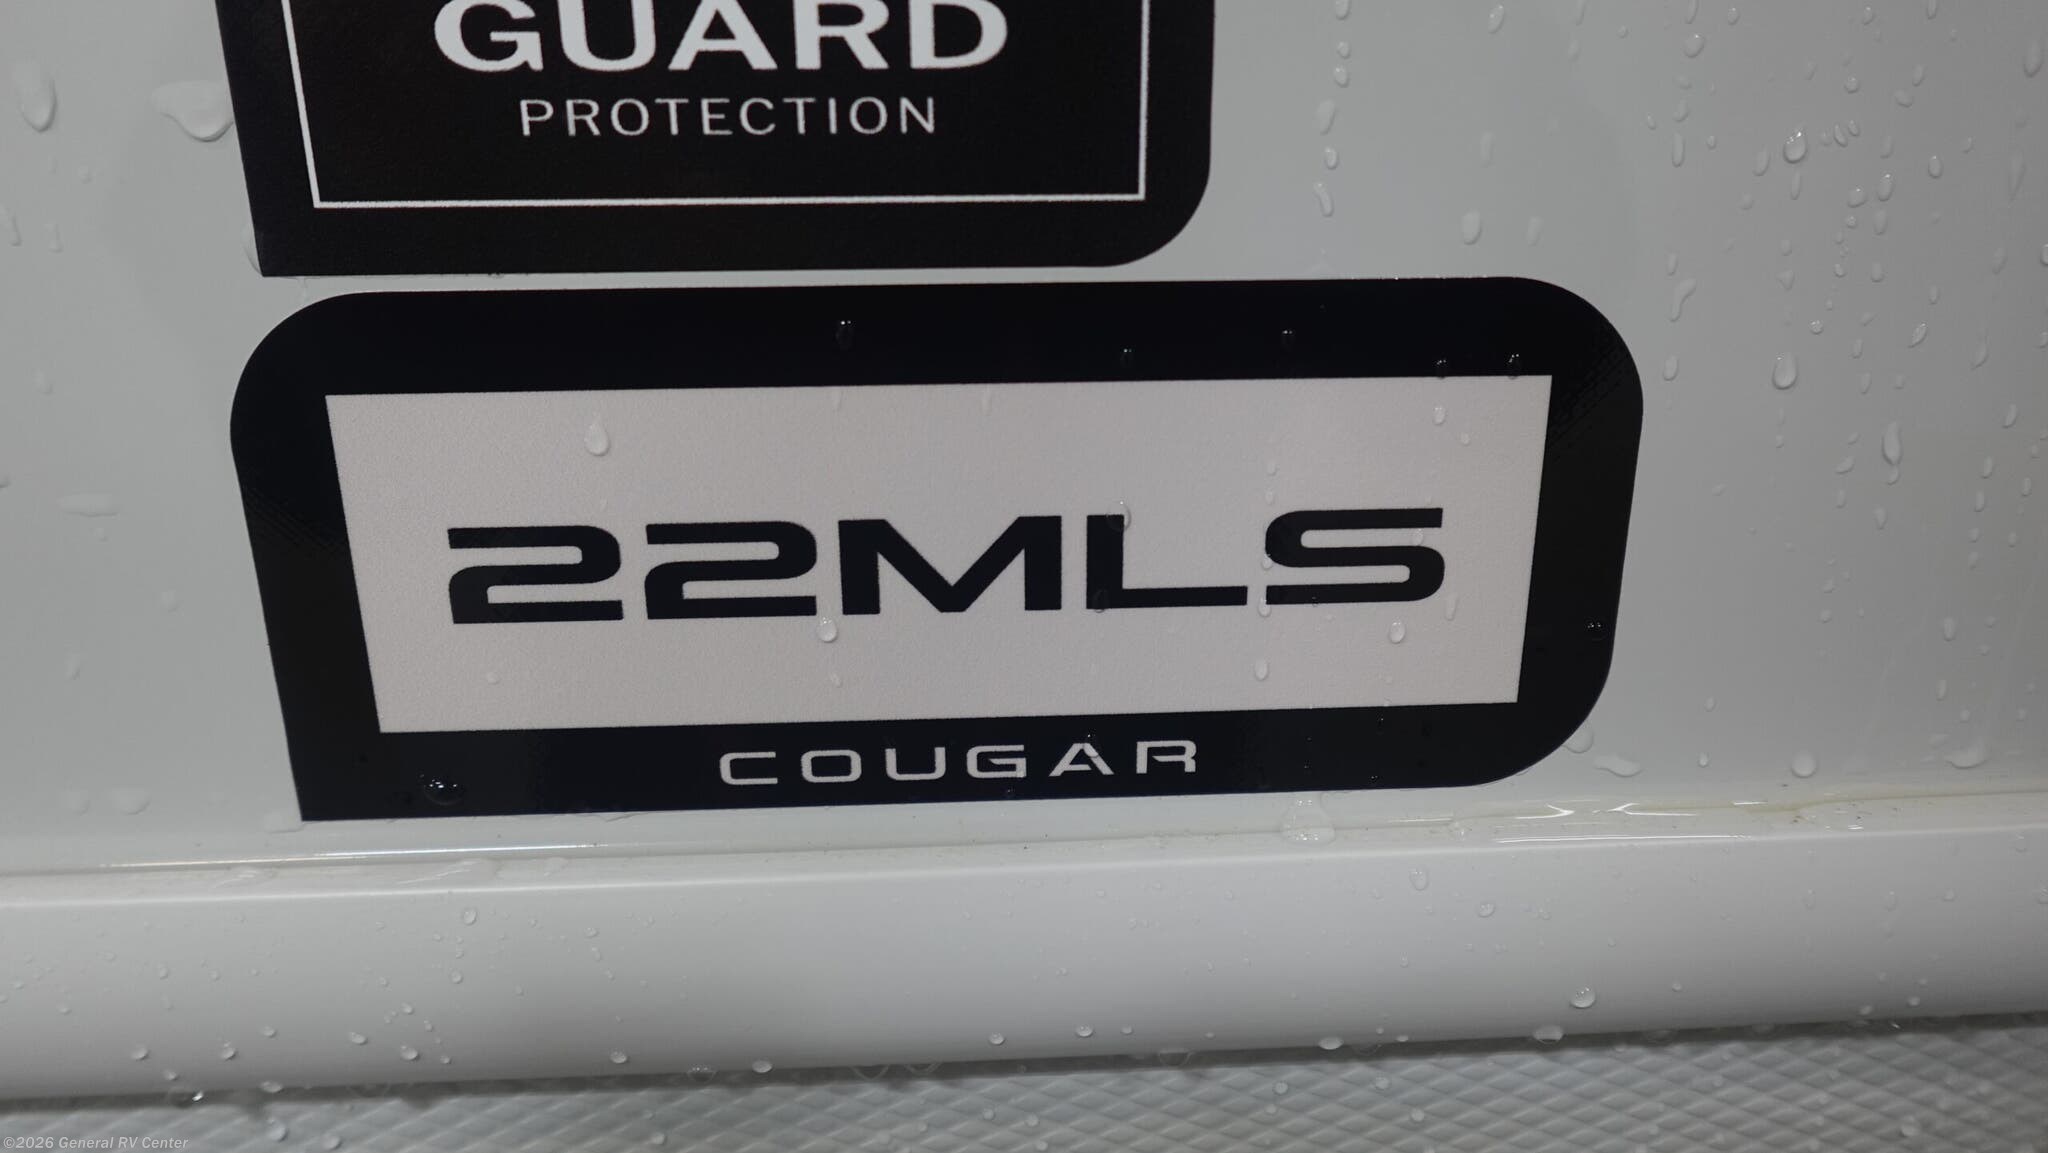 GUARD
PROTECTION
22MLS
COUGAR
©2026 General RV Center